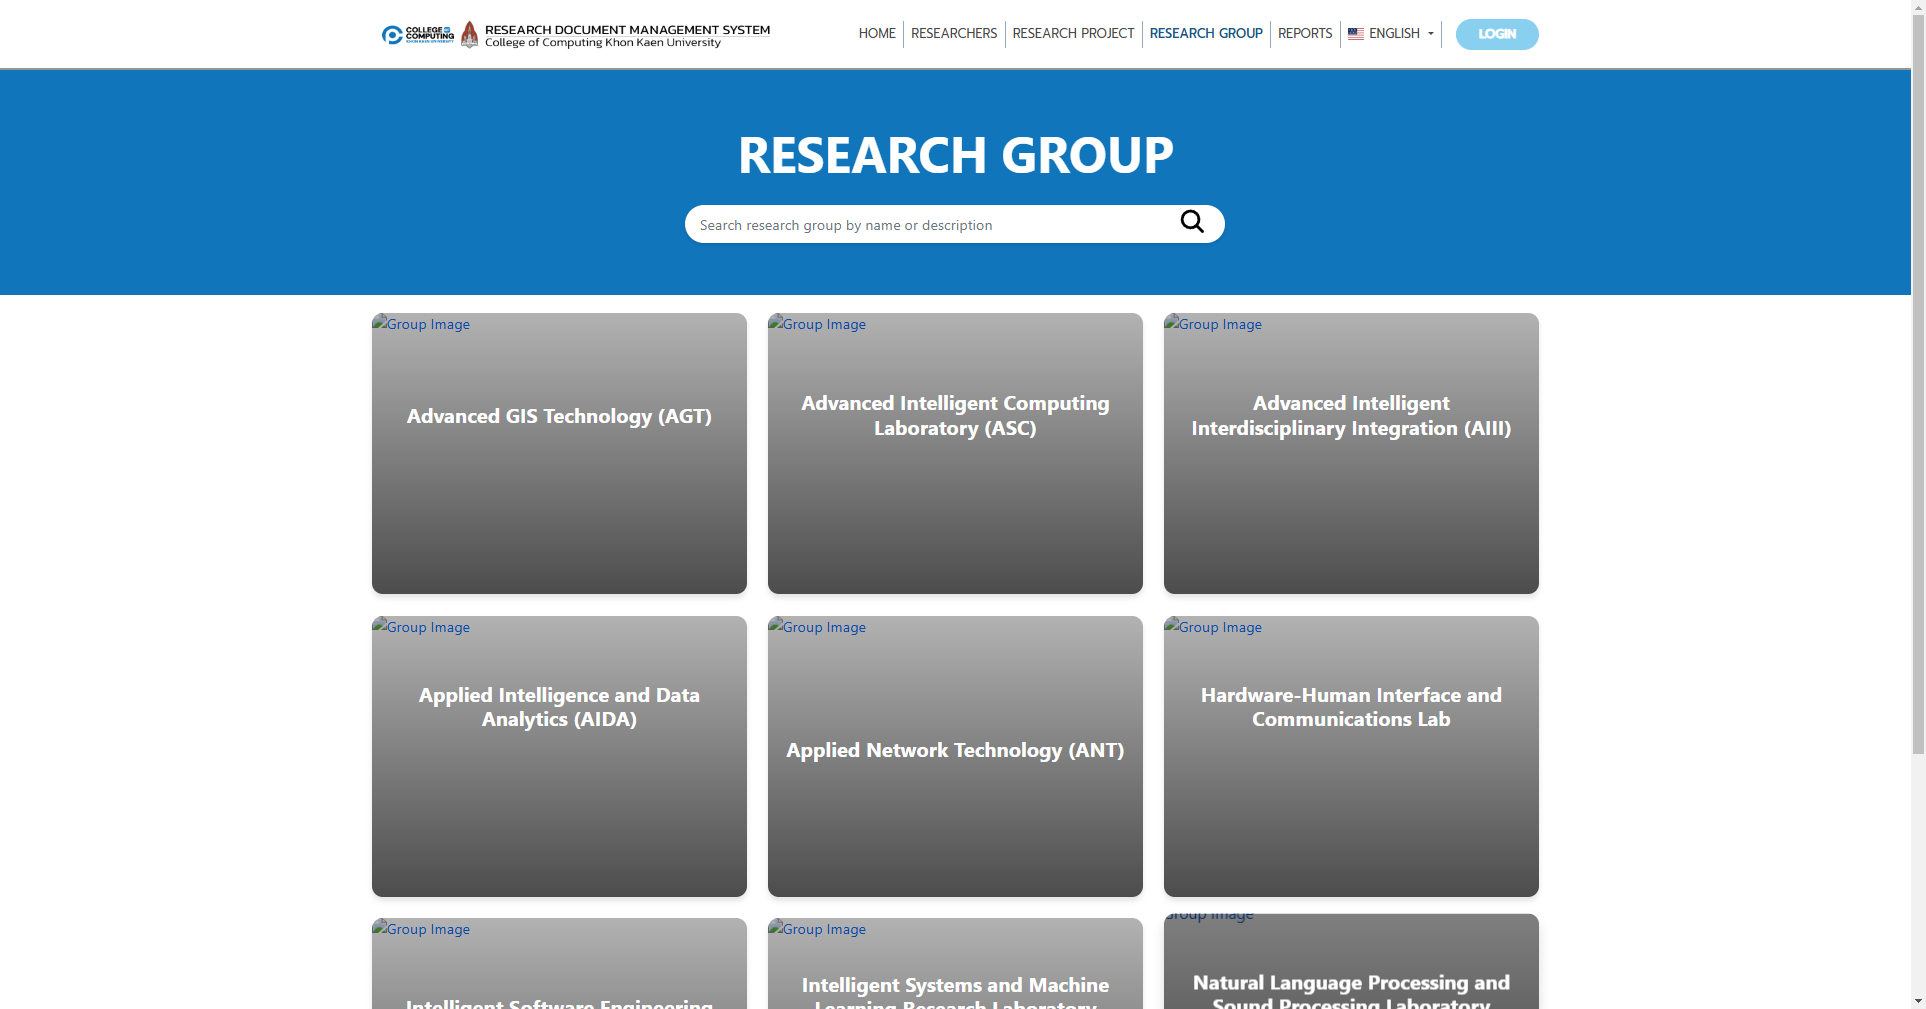 COLLEGE OF
COMPUTING
KHON KAEN UNIVERSITY
RESEARCH DOCUMENT MANAGEMENT SYSTEM
College of Computing Khon Kaen University
HOME
RESEARCHERS
RESEARCH PROJECT
RESEARCH GROUP
REPORTS
ENGLISH
LOGIN
RESEARCH GROUP
Search research group by name or description
Group Image
Advanced GIS Technology (AGT)
Group Image
Advanced Intelligent Computing
Laboratory (ASC)
Group Image
Advanced Intelligent
Interdisciplinary Integration (AIII)
Group Image
Applied Intelligence and Data
Analytics (AIDA)
Group Image
Applied Network Technology (ANT)
Group Image
Hardware-Human Interface and
Communications Lab
Group Image
Intelligent Software Engineering
Group Image
Intelligent Systems and Machine
Learning Research Laboratory
Group Image
Natural Language Processing and
Sound Processing Laboratory